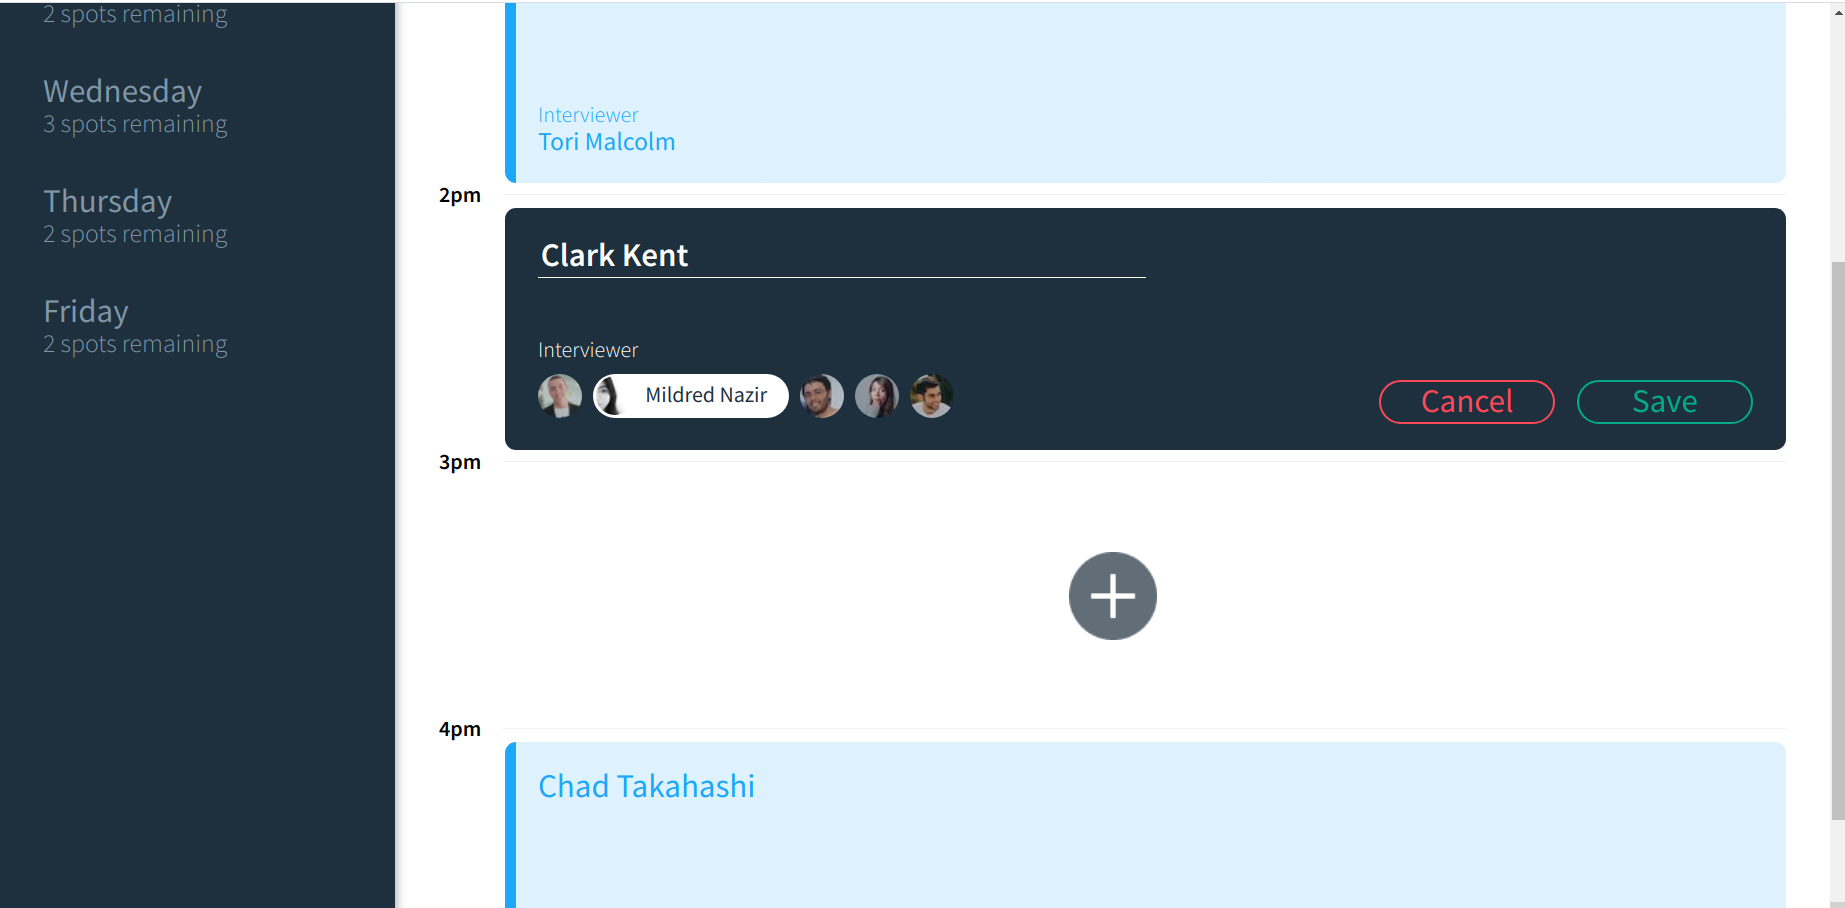 2 spots remaining
Wednesday
3 spots remaining
Thursday
2 spots remaining
Friday
2 spots remaining
Interviewer
Tori Malcolm
2pm
Clark Kent
Interviewer
Mildred Nazir
Cancel
Save
3pm
4pm
Chad Takahashi